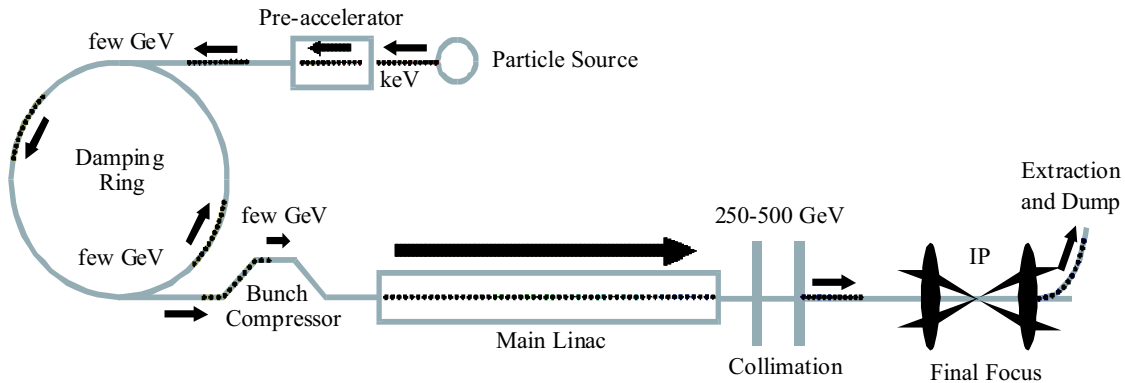 Pre-accelerator
few GeV
Particle Source
keV
Damping
Ring
few GeV
few GeV
Bunch
Compressor
Main Linac
250-500 GeV
Collimation
IP
Final Focus
Extraction
and Dump